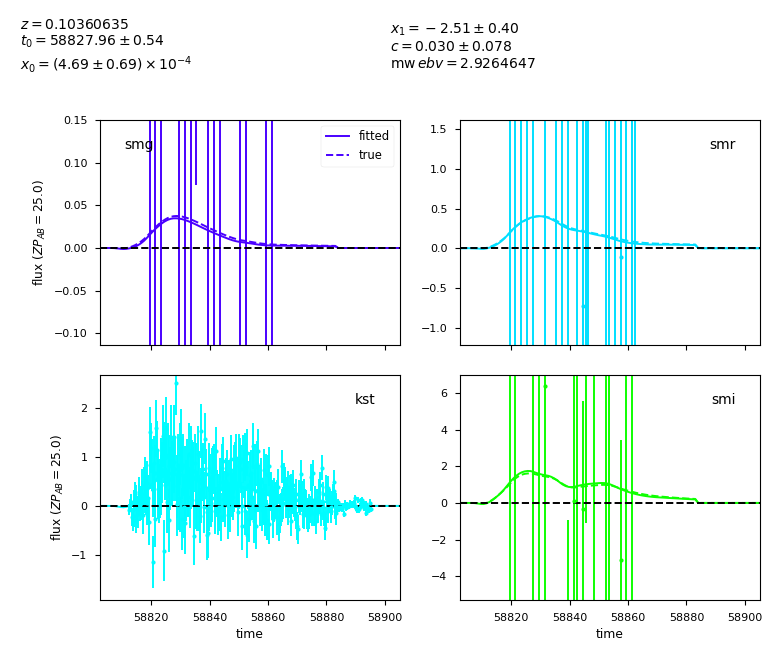 z = 0.10360635
t₀ = 58827.96 ± 0.54
x₀ = (4.69 ± 0.69) × 10⁻⁴
x₁ = −2.51 ± 0.40
c = 0.030 ± 0.078
mw ebv = 2.9264647
smg
fitted
true
0.15
0.10
0.05
0.00
−0.05
−0.10
flux (ZP_AB = 25.0)
smr
1.5
1.0
0.5
0.0
−0.5
−1.0
kst
2
1
0
−1
flux (ZP_AB = 25.0)
58820 58840 58860 58880 58900
time
smi
6
4
2
0
−2
−4
58820 58840 58860 58880 58900
time